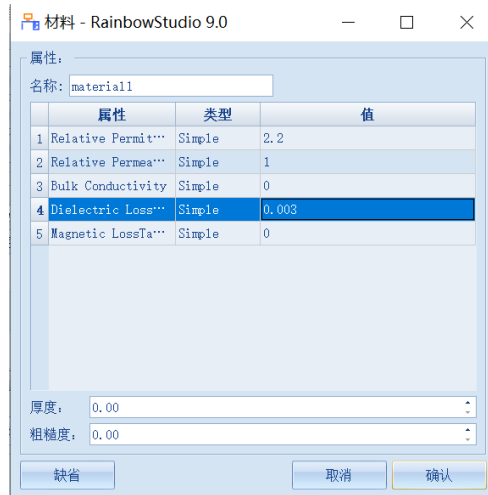 材料 - RainbowStudio 9.0
属性：
名称: material1
属性 类型 值
1 Relative Permit··· Simple 2.2
2 Relative Permea··· Simple 1
3 Bulk Conductivity Simple 0
4 Dielectric Loss··· Simple 0.003
5 Magnetic LossTa··· Simple 0
厚度： 0.00
粗糙度： 0.00
缺省 取消 确认